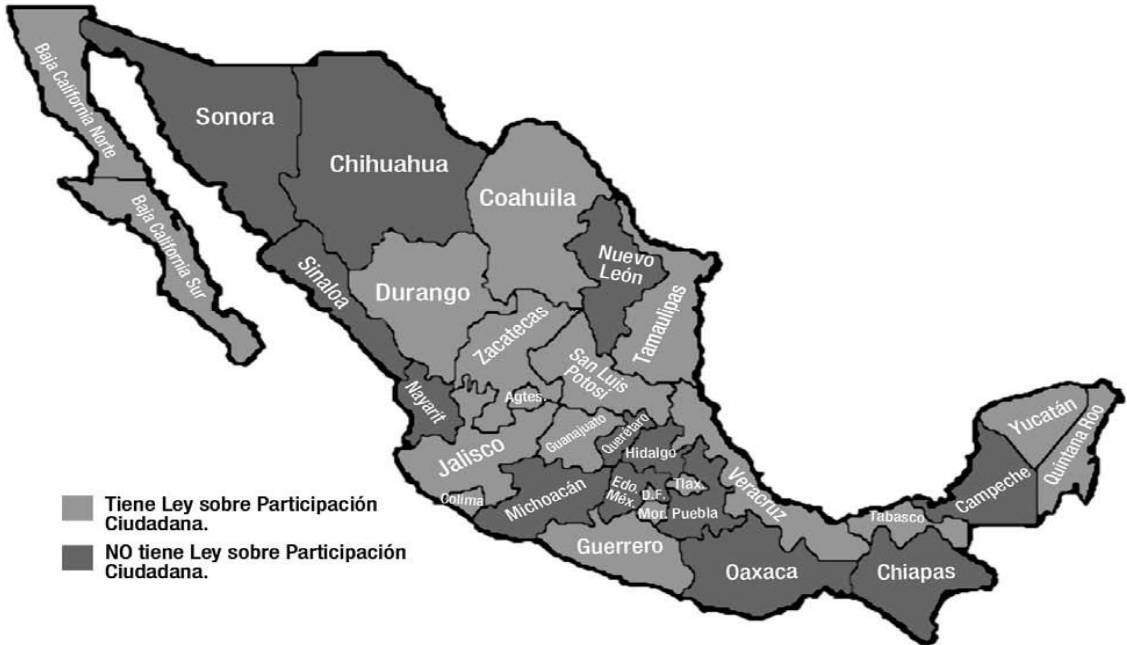 Baja California Norte
Sonora
Chihuahua
Coahuila
Baja California Sur
Sinaloa
Nuevo
León
Durango
Tamaulipas
Zacatecas
San Luis
Potosí
Nayarit
Agtes.
Yucatán
Quintana Roo
Guanajuato
Querétaro
Jalisco
Hidalgo
Veracruz
Campeche
Colima
Michoacán
Edo.
Méx.
D.F.
Tlax.
Mor.
Puebla
Tabasco
Guerrero
Oaxaca
Chiapas
Tiene Ley sobre Participación
Ciudadana.
NO tiene Ley sobre Participación
Ciudadana.